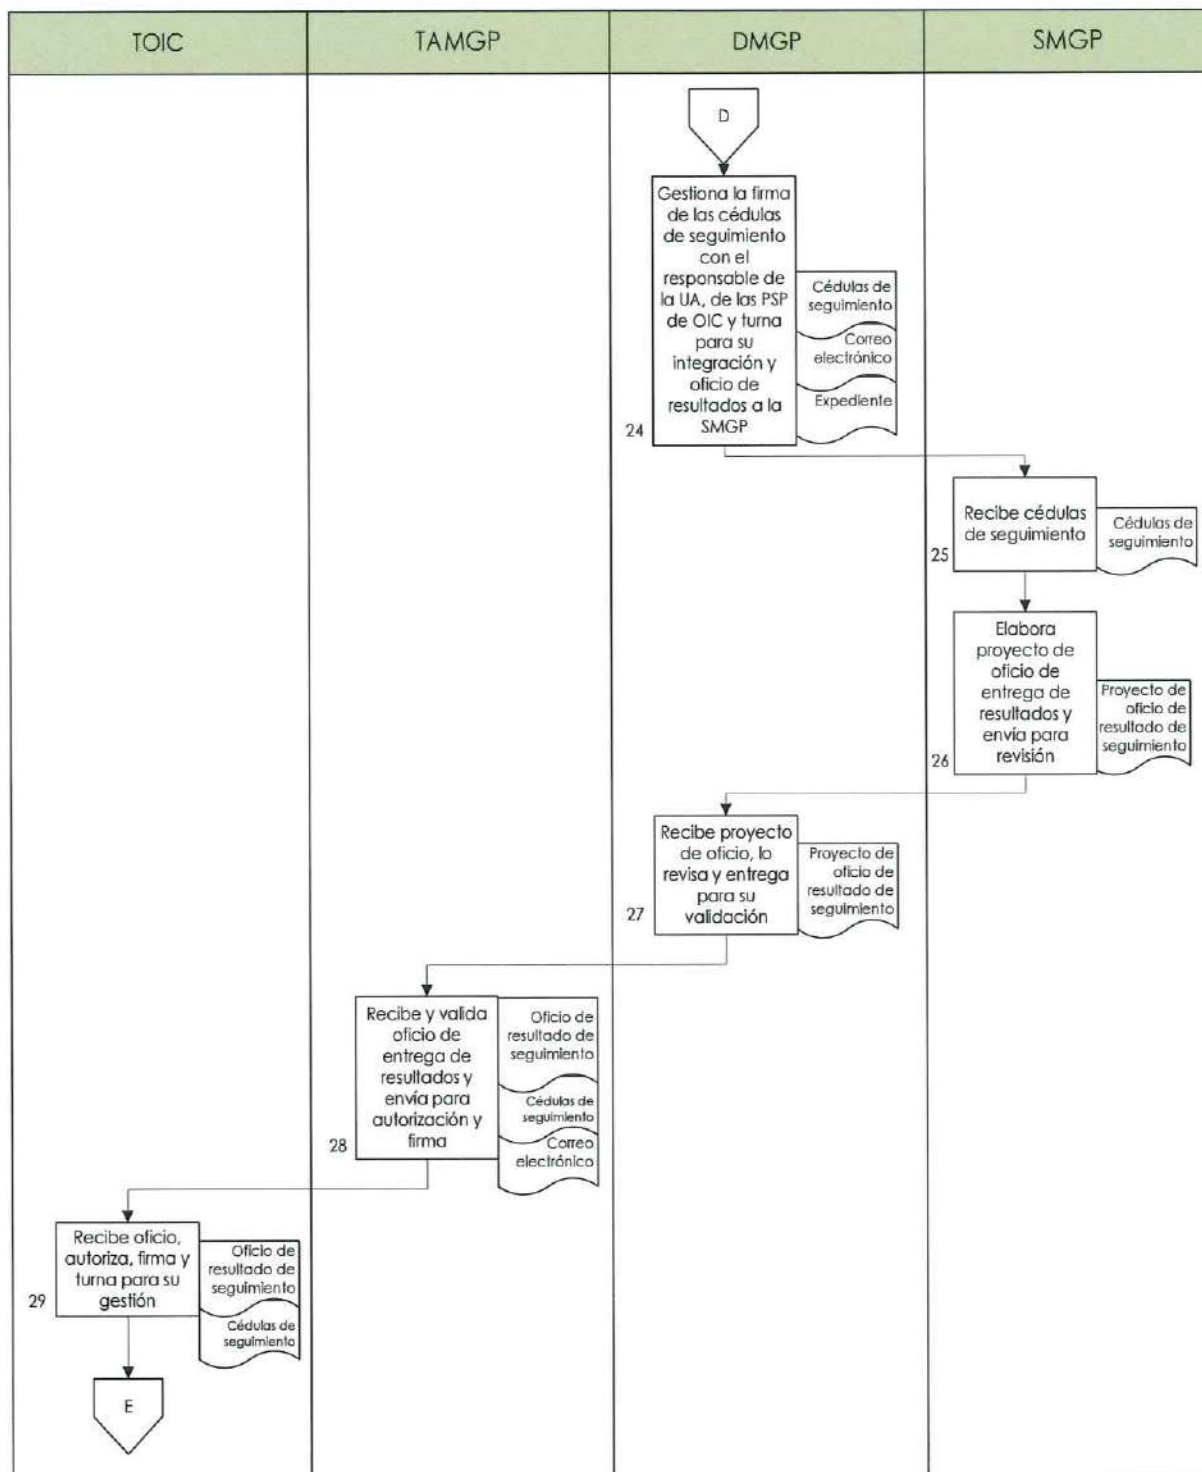 TOIC
TAMGP
DMGP
SMGP
D
Gestiona la firma
de las cédulas
de seguimiento
con el
responsable de
la UA, de las PSP
de OIC y turna
para su
integración y
oficio de
resultados a la
SMGP
24
Cédulas de
seguimiento
Correo
electrónico
Expediente
Recibe cédulas
de seguimiento
25
Cédulas de
seguimiento
Elabora
proyecto de
oficio de
entrega de
resultados y
envía para
revisión
26
Proyecto de
oficio de
resultado de
seguimiento
Recibe proyecto
de oficio, lo
revisa y entrega
para su
validación
27
Proyecto de
oficio de
resultado de
seguimiento
Recibe y valida
oficio de
entrega de
resultados y
envía para
autorización y
firma
28
Oficio de
resultado de
seguimiento
Cédulas de
seguimiento
Correo
electrónico
Recibe oficio,
autoriza, firma y
turna para su
gestión
29
Oficio de
resultado de
seguimiento
Cédulas de
seguimiento
E